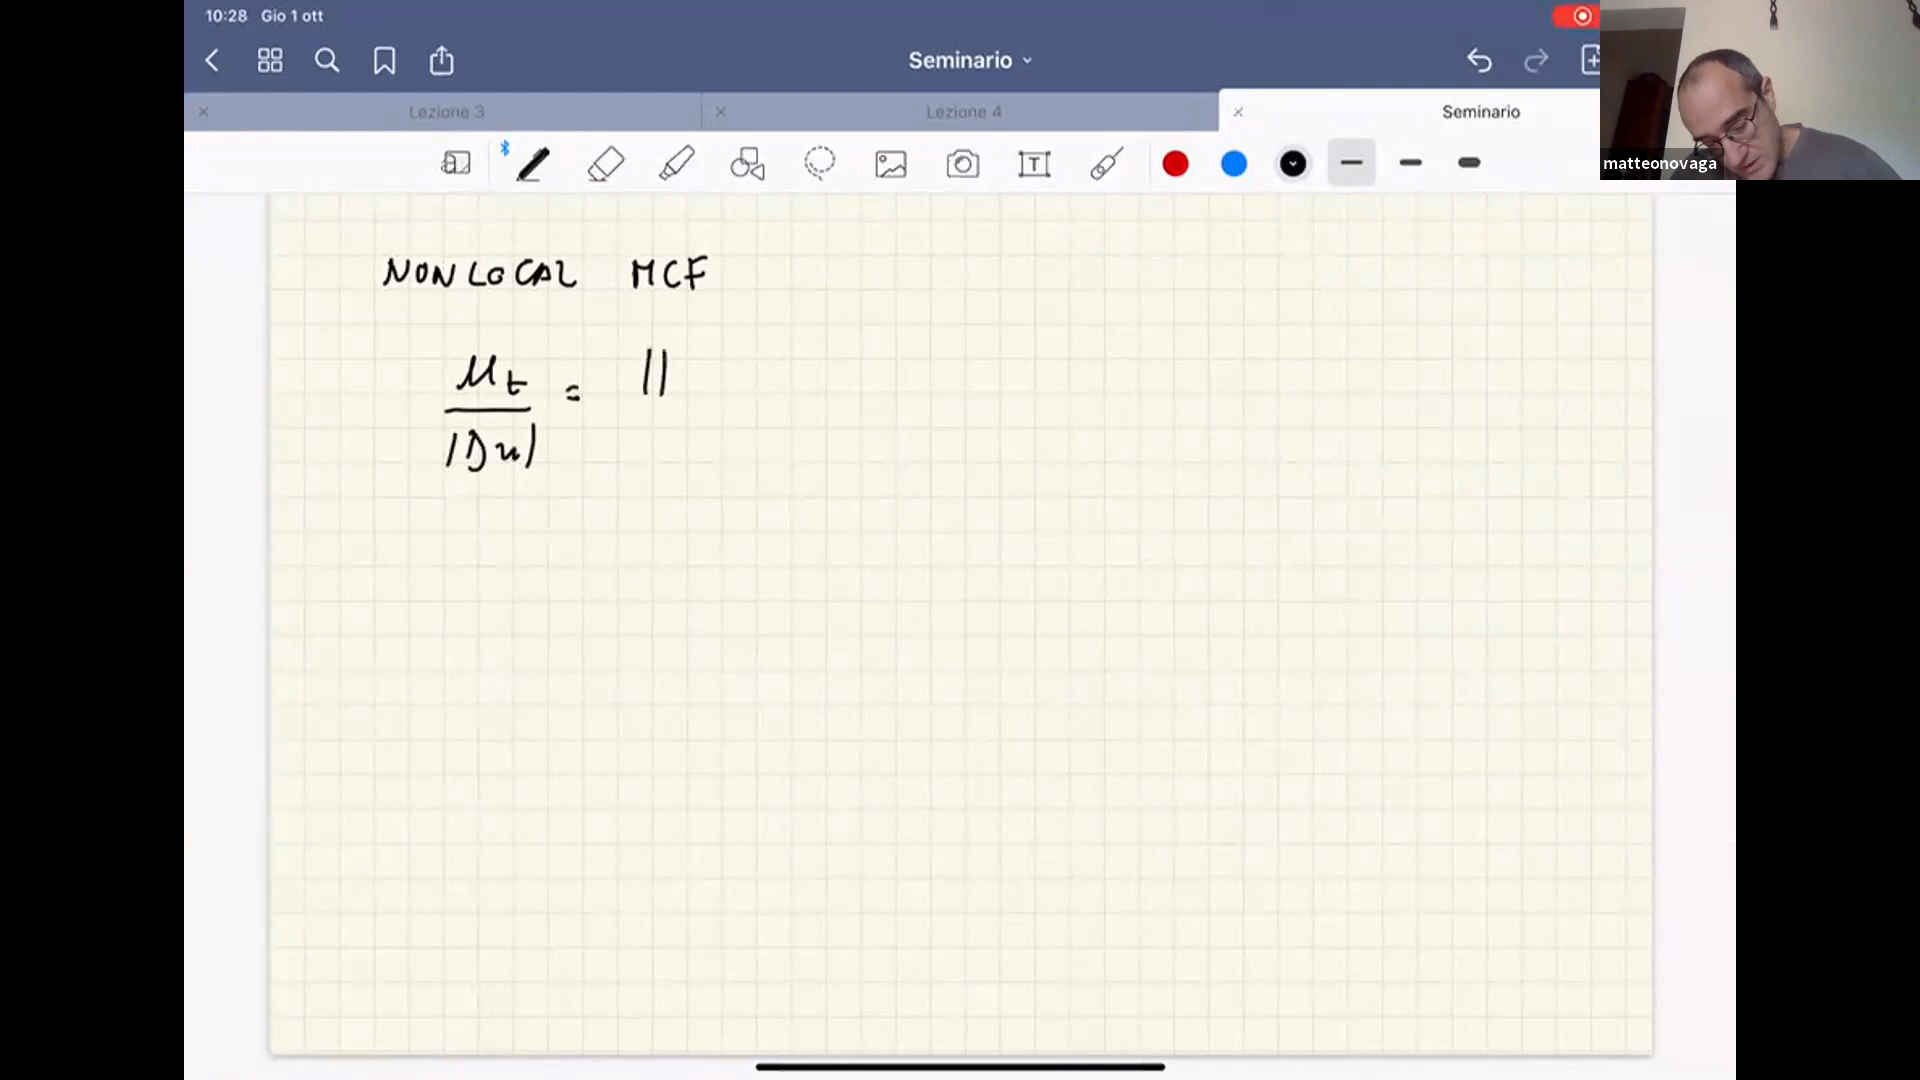 10:28 Gio 1 ott
Seminario
Lezione 3
Lezione 4
Seminario
T
matteonovaga
NONLOCAL MCF
u_t
/|Du| = ||